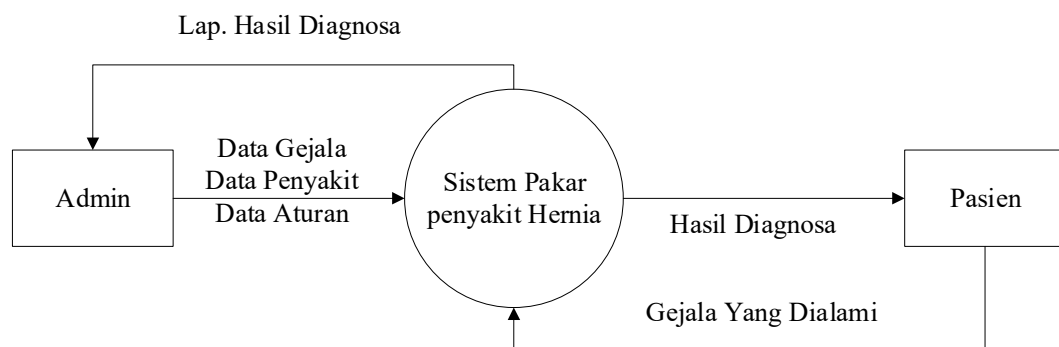 Lap. Hasil Diagnosa
Admin
Data Gejala
Data Penyakit
Data Aturan
Sistem Pakar
penyakit Hernia
Hasil Diagnosa
Pasien
Gejala Yang Dialami